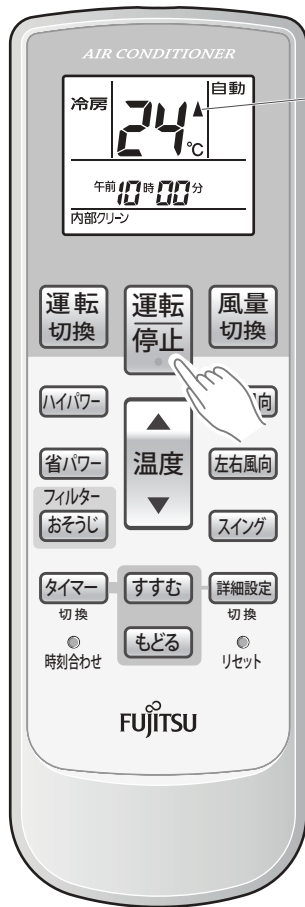 AIR CONDITIONER
冷房 24℃ 自動
午前10時00分
内部クリーン
運転切換 運転停止 風量切換
ハイパワー
省パワー 温度 左右風向
フィルター
おそうじ スイング
タイマー すすむ 詳細設定
切換 切換
時刻合わせ もどる リセット
FUJITSU